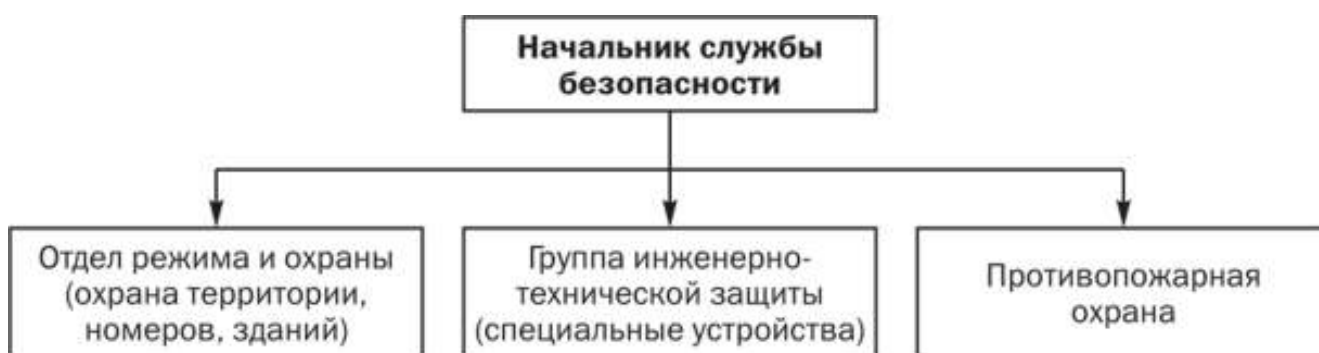 Начальник службы
безопасности
Отдел режима и охраны
(охрана территории,
номеров, зданий)
Группа инженерно-
технической защиты
(специальные устройства)
Противопожарная
охрана